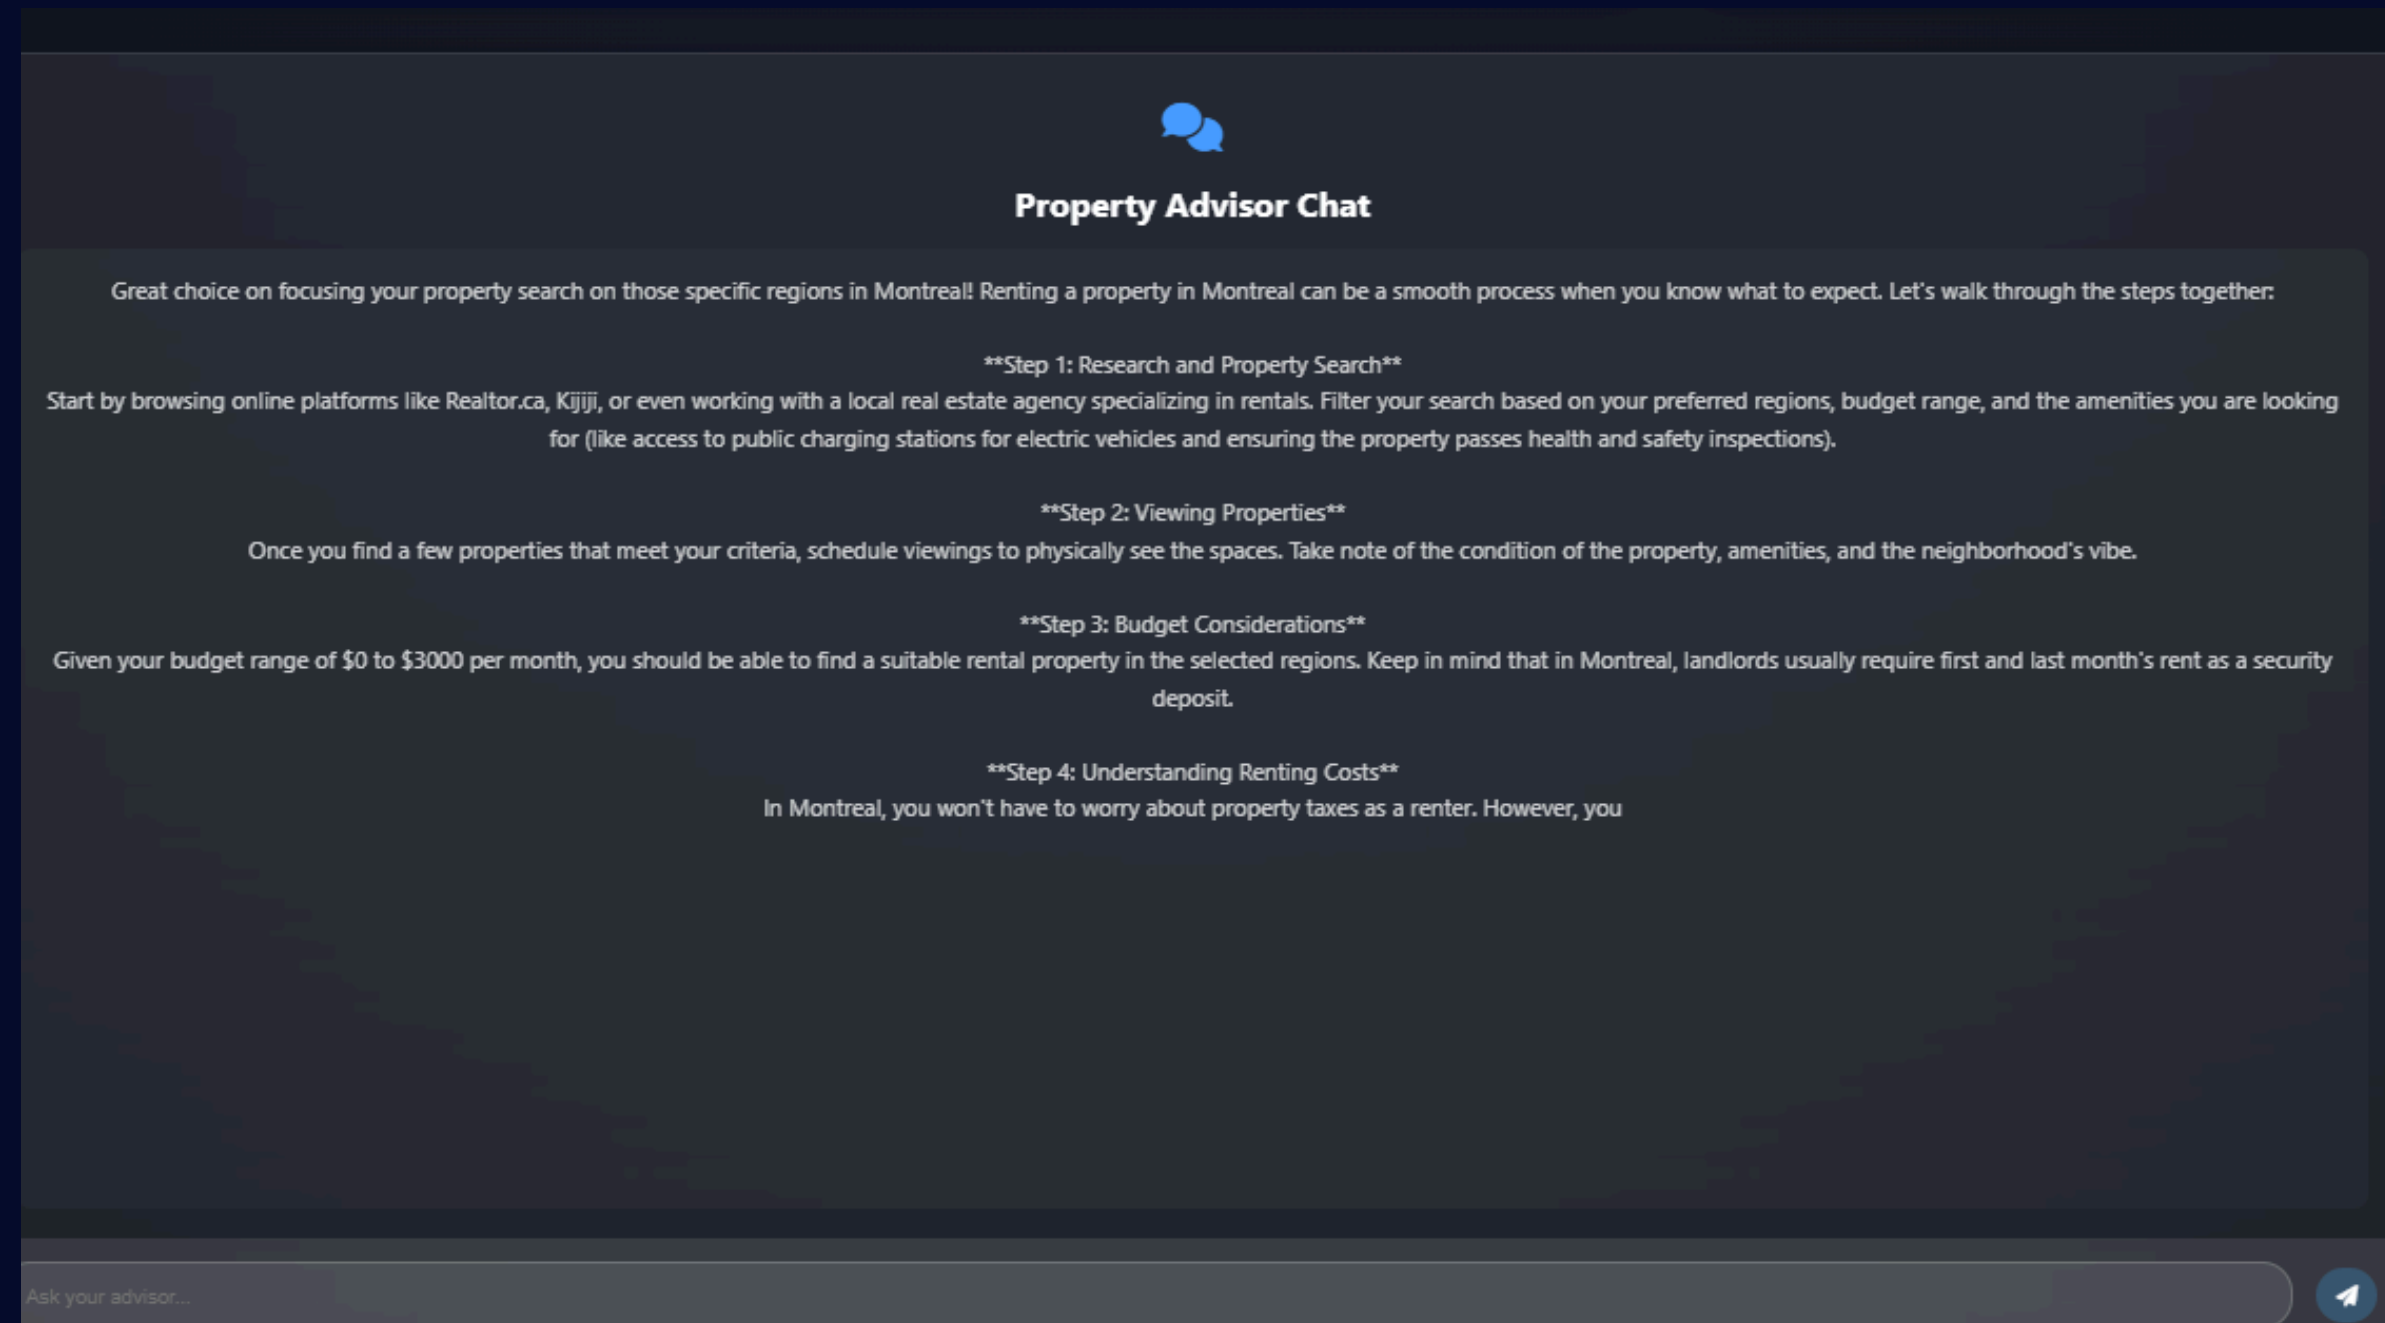 Property Advisor Chat
Great choice on focusing your property search on those specific regions in Montreal! Renting a property in Montreal can be a smooth process when you know what to expect. Let's walk through the steps together:
**Step 1: Research and Property Search**
Start by browsing online platforms like Realtor.ca, Kijiji, or even working with a local real estate agency specializing in rentals. Filter your search based on your preferred regions, budget range, and the amenities you are looking
for (like access to public charging stations for electric vehicles and ensuring the property passes health and safety inspections).
**Step 2: Viewing Properties**
Once you find a few properties that meet your criteria, schedule viewings to physically see the spaces. Take note of the condition of the property, amenities, and the neighborhood's vibe.
**Step 3: Budget Considerations**
Given your budget range of $0 to $3000 per month, you should be able to find a suitable rental property in the selected regions. Keep in mind that in Montreal, landlords usually require first and last month's rent as a security
deposit.
**Step 4: Understanding Renting Costs**
In Montreal, you won't have to worry about property taxes as a renter. However, you
Ask your advisor...